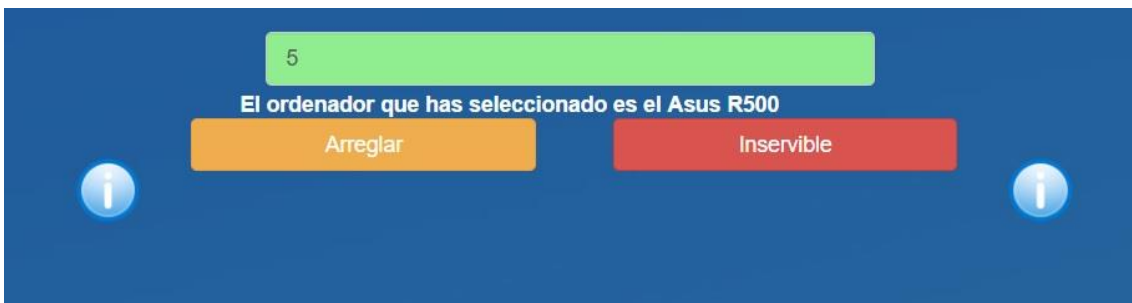 5
El ordenador que has seleccionado es el Asus R500
Arreglar Inservible